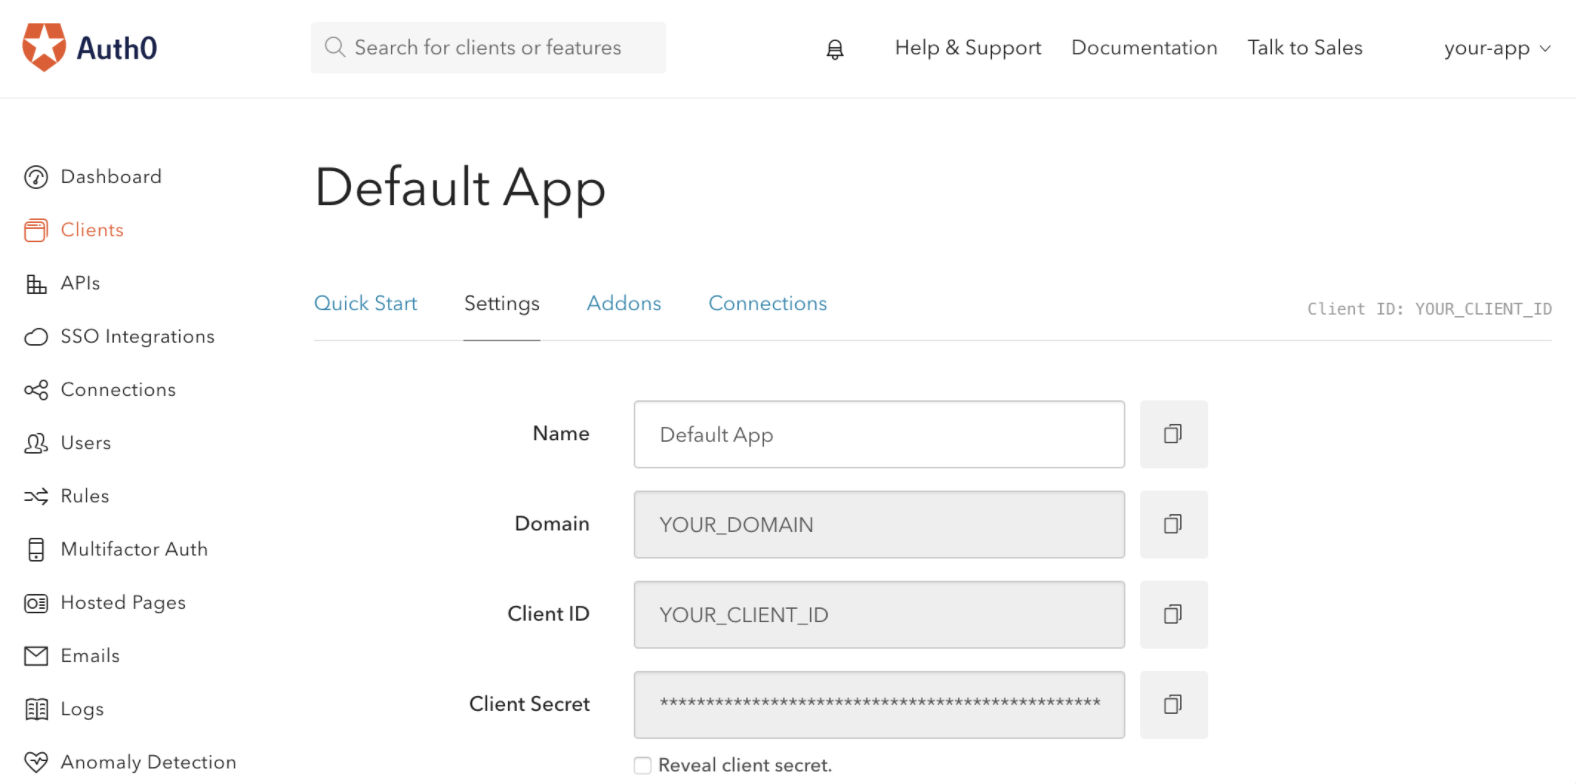 Auth0
Search for clients or features
Help & Support
Documentation
Talk to Sales
your-app
Dashboard
Clients
APIs
SSO Integrations
Connections
Users
Rules
Multifactor Auth
Hosted Pages
Emails
Logs
Anomaly Detection
Default App
Quick Start
Settings
Addons
Connections
Client ID: YOUR_CLIENT_ID
Name
Default App
Domain
YOUR_DOMAIN
Client ID
YOUR_CLIENT_ID
Client Secret
************************************************
Reveal client secret.